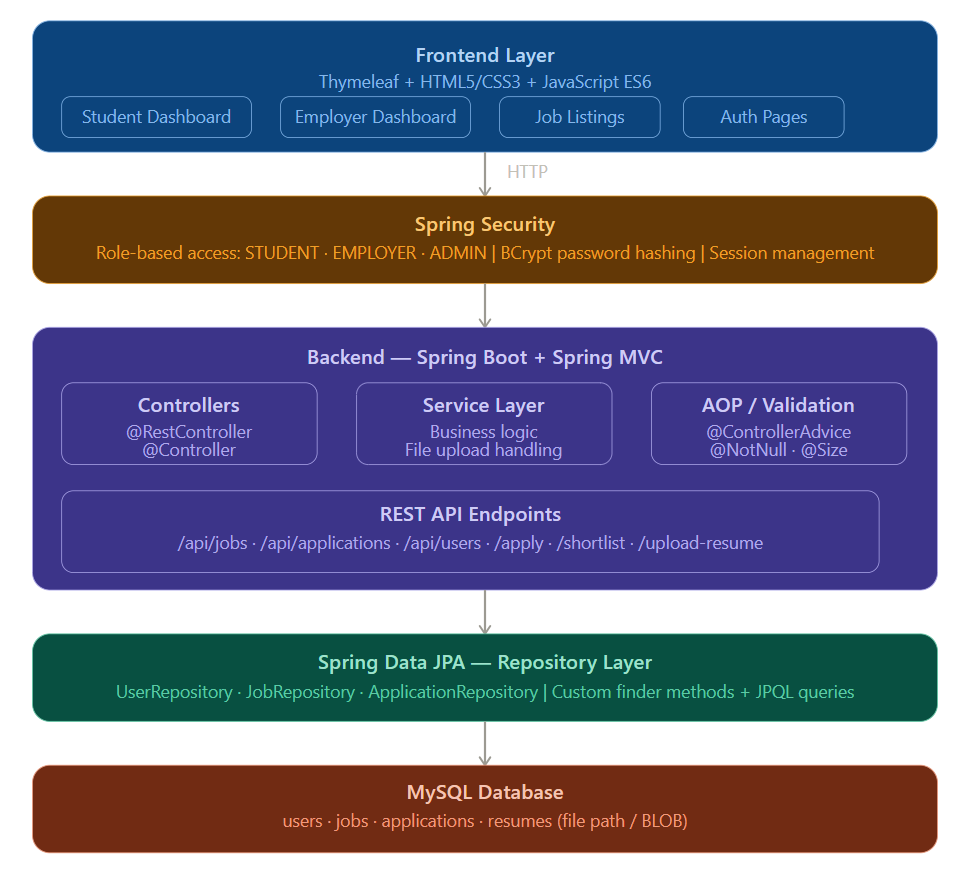 Frontend Layer
Thymeleaf + HTML5/CSS3 + JavaScript ES6
Student Dashboard
Employer Dashboard
Job Listings
Auth Pages
HTTP
Spring Security
Role-based access: STUDENT · EMPLOYER · ADMIN | BCrypt password hashing | Session management
Backend — Spring Boot + Spring MVC
Controllers
@RestController
@Controller
Service Layer
Business logic
File upload handling
AOP / Validation
@ControllerAdvice
@NotNull · @Size
REST API Endpoints
/api/jobs · /api/applications · /api/users · /apply · /shortlist · /upload-resume
Spring Data JPA — Repository Layer
UserRepository · JobRepository · ApplicationRepository | Custom finder methods + JPQL queries
MySQL Database
users · jobs · applications · resumes (file path / BLOB)